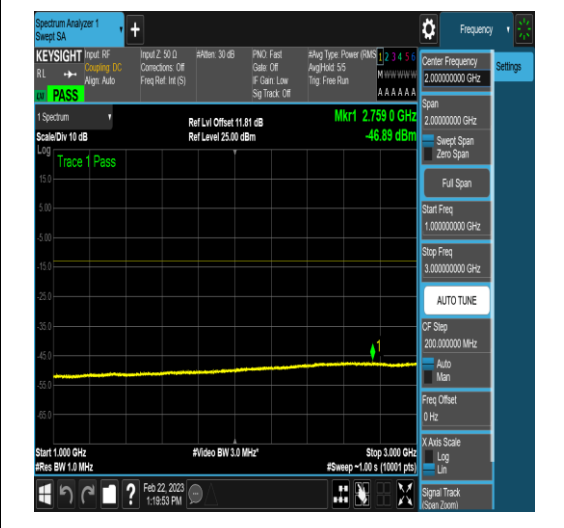 Spectrum Analyzer 1
Swept SA
+
Frequency
KEYSIGHT
RL
Input: RF
Coupling: DC
Align: Auto
Input Z: 50 Ω
Corrections: Off
Freq Ref: Int (S)
#Atten: 30 dB
PNO: Fast
Gate: Off
IF Gain: Low
Sig Track: Off
#Avg Type: Power (RMS
Avg|Hold: 5/5
Trig: Free Run
1 2 3 4 5 6
M W W W W W
A A A A A A
PASS
1 Spectrum
Scale/Div 10 dB
Ref Lvl Offset 11.81 dB
Ref Level 25.00 dBm
Mkr1 2.759 0 GHz
-46.89 dBm
Log
Trace 1 Pass
15.0
5.00
-5.00
-15.0
-25.0
-35.0
-45.0
-55.0
-65.0
1
Start 1.000 GHz
#Res BW 1.0 MHz
#Video BW 3.0 MHz*
Stop 3.000 GHz
#Sweep ~1.00 s (10001 pts)
Feb 22, 2023
1:19:53 PM
Center Frequency
2.000000000 GHz
Settings
Span
2.00000000 GHz
Swept Span
Zero Span
Full Span
Start Freq
1.000000000 GHz
Stop Freq
3.000000000 GHz
AUTO TUNE
CF Step
200.000000 MHz
Auto
Man
Freq Offset
0 Hz
X Axis Scale
Log
Lin
Signal Track
(Span Zoom)